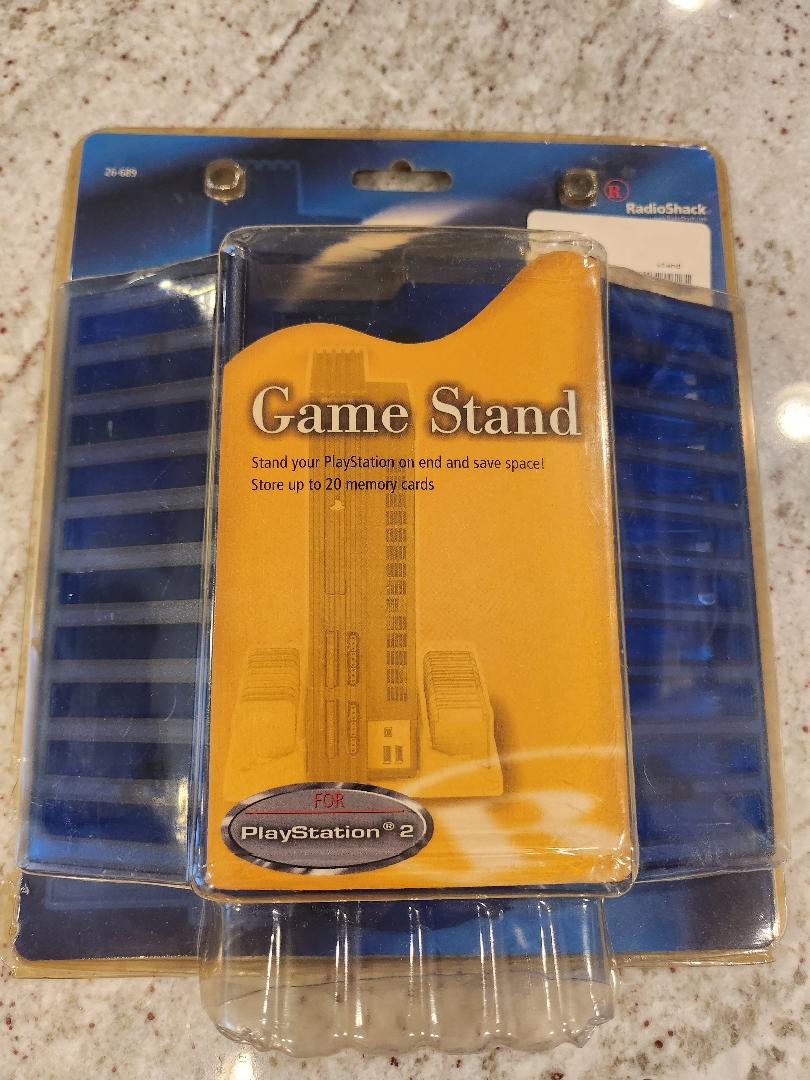 26-689
R
RadioShack
stand
Game Stand
Stand your PlayStation on end and save space!
Store up to 20 memory cards
FOR
PlayStation® 2